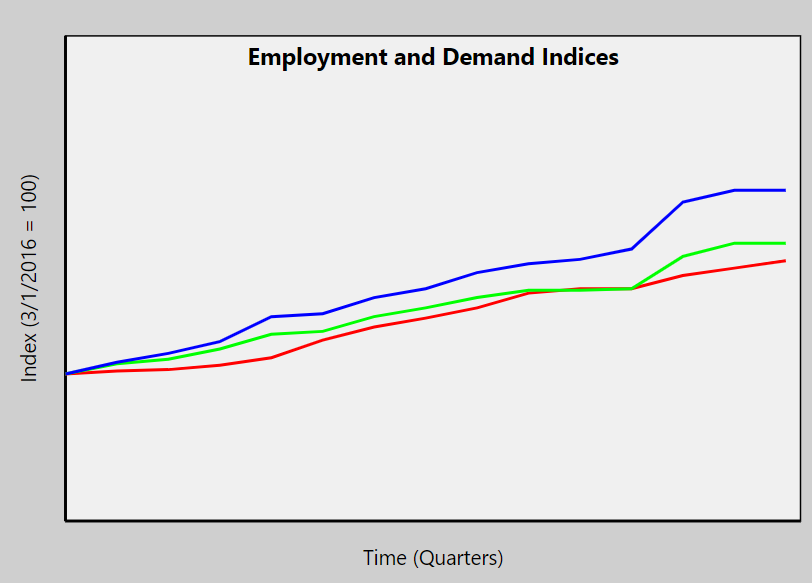 Employment and Demand Indices
Index (3/1/2016 = 100)
Time (Quarters)